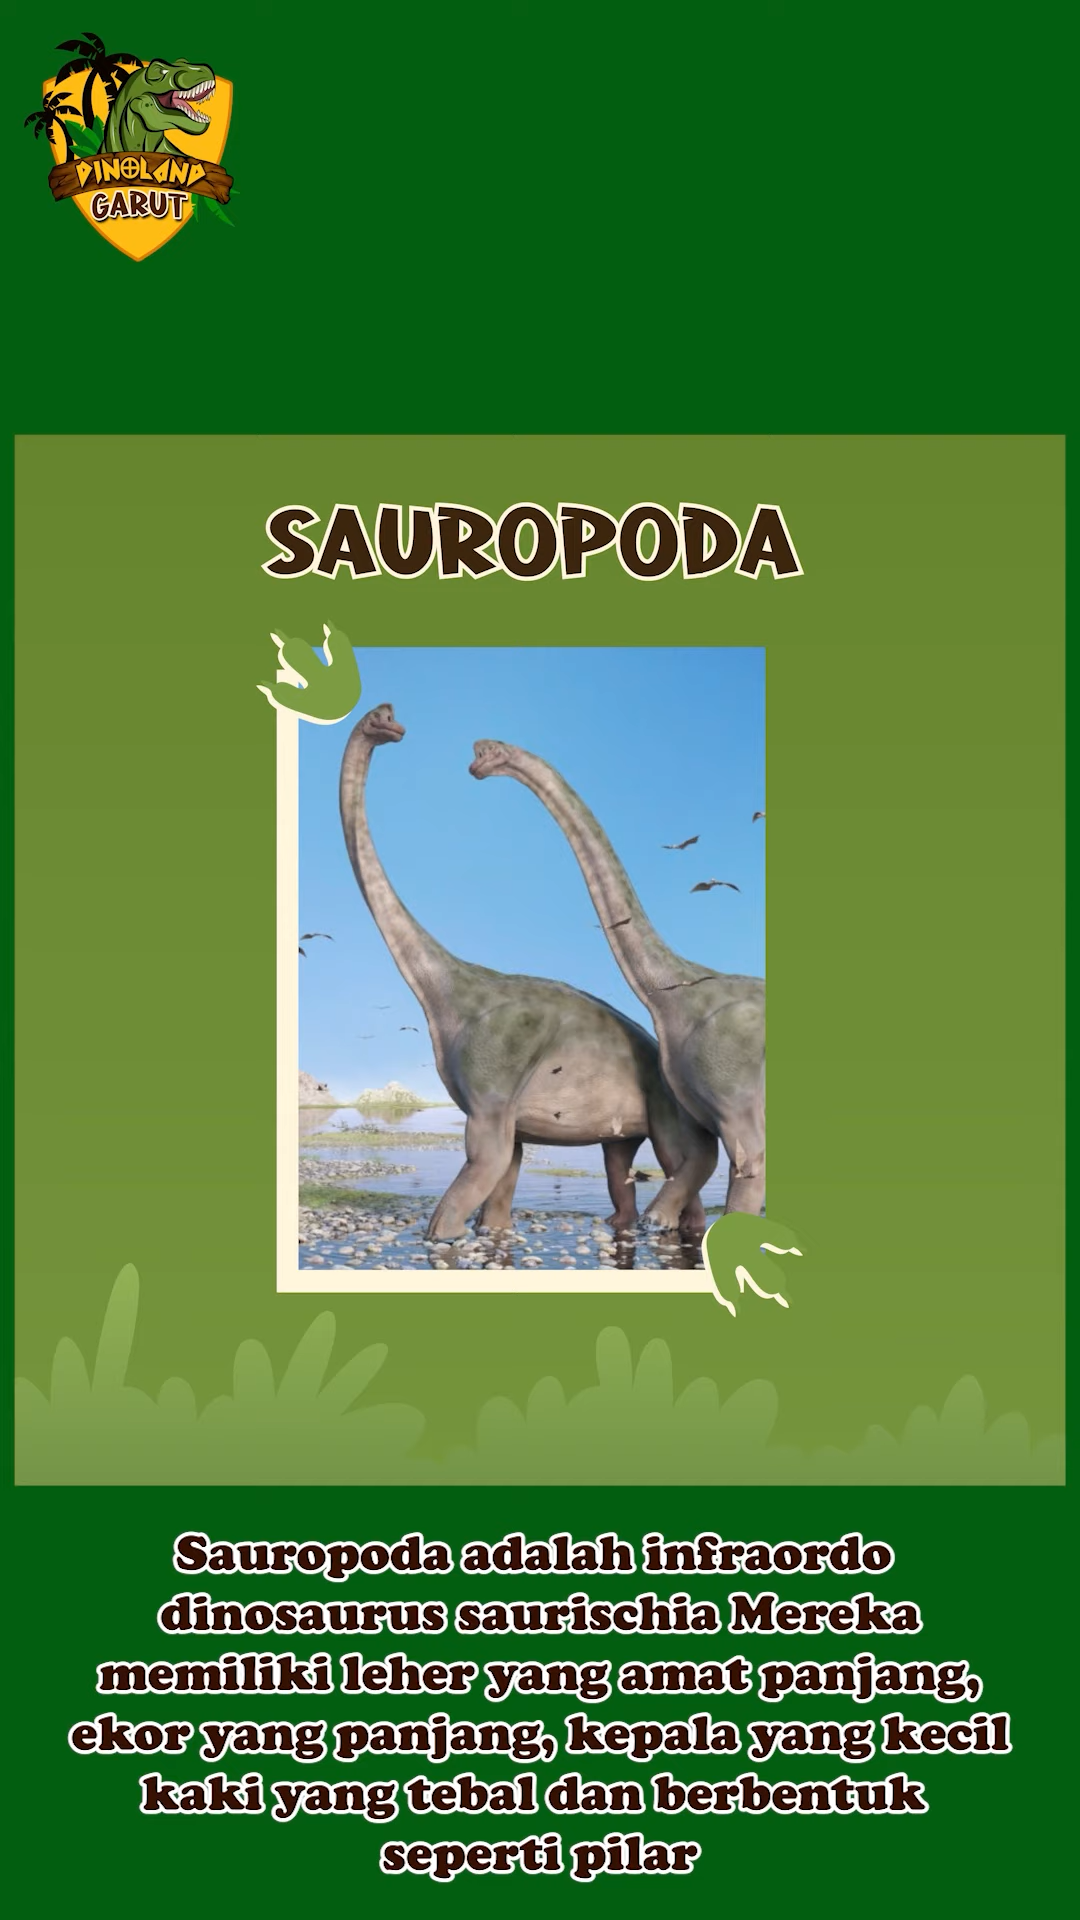 DINOLAND
GARUT
SAUROPODA
Sauropoda adalah infraordo
dinosaurus saurischia Mereka
memiliki leher yang amat panjang,
ekor yang panjang, kepala yang kecil
kaki yang tebal dan berbentuk
seperti pilar